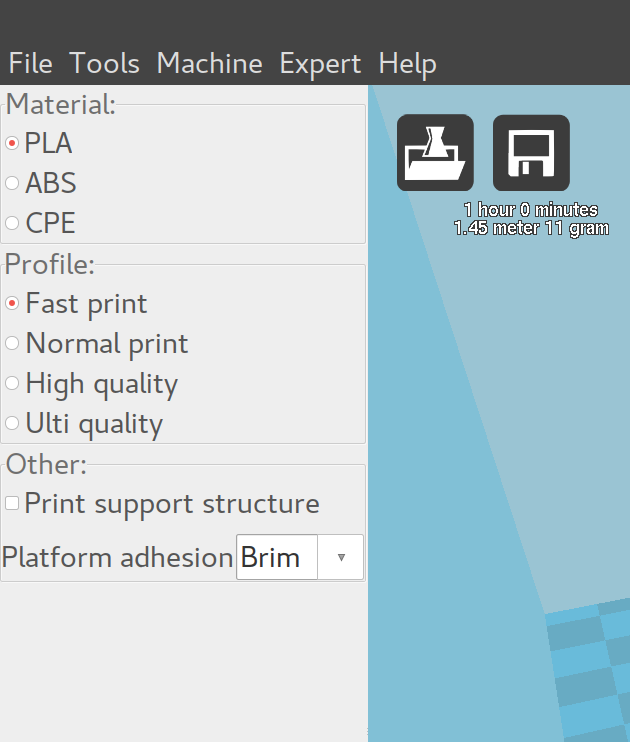 File Tools Machine Expert Help
Material:
PLA
ABS
CPE
Profile:
Fast print
Normal print
High quality
Ulti quality
Other:
Print support structure
Platform adhesion Brim
1 hour 0 minutes
1.45 meter 11 gram